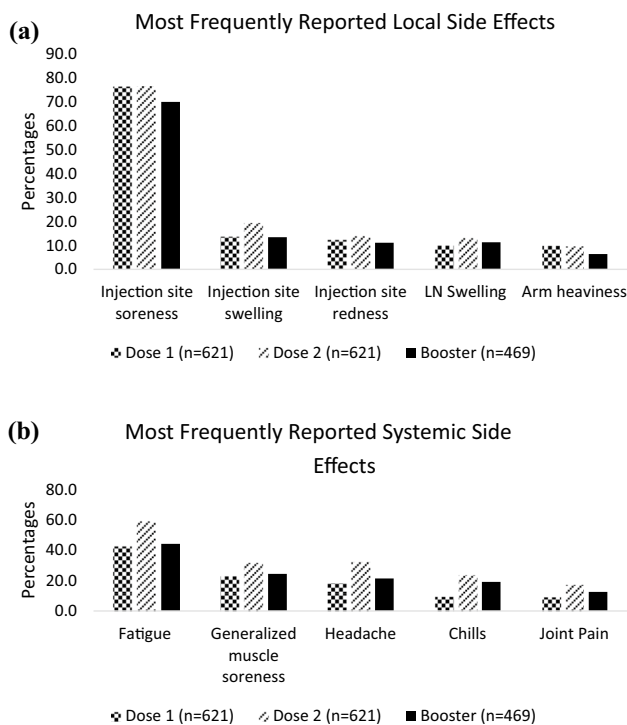 (a)
Most Frequently Reported Local Side Effects
90.0
80.0
70.0
60.0
50.0
40.0
30.0
20.0
10.0
0.0
Percentages
Injection site soreness
Injection site swelling
Injection site redness
LN Swelling
Arm heaviness
Dose 1 (n=621) Dose 2 (n=621) Booster (n=469)
(b)
Most Frequently Reported Systemic Side
Effects
80.0
60.0
40.0
20.0
0.0
Percentages
Fatigue
Generalized muscle soreness
Headache
Chills
Joint Pain
Dose 1 (n=621) Dose 2 (n=621) Booster (n=469)